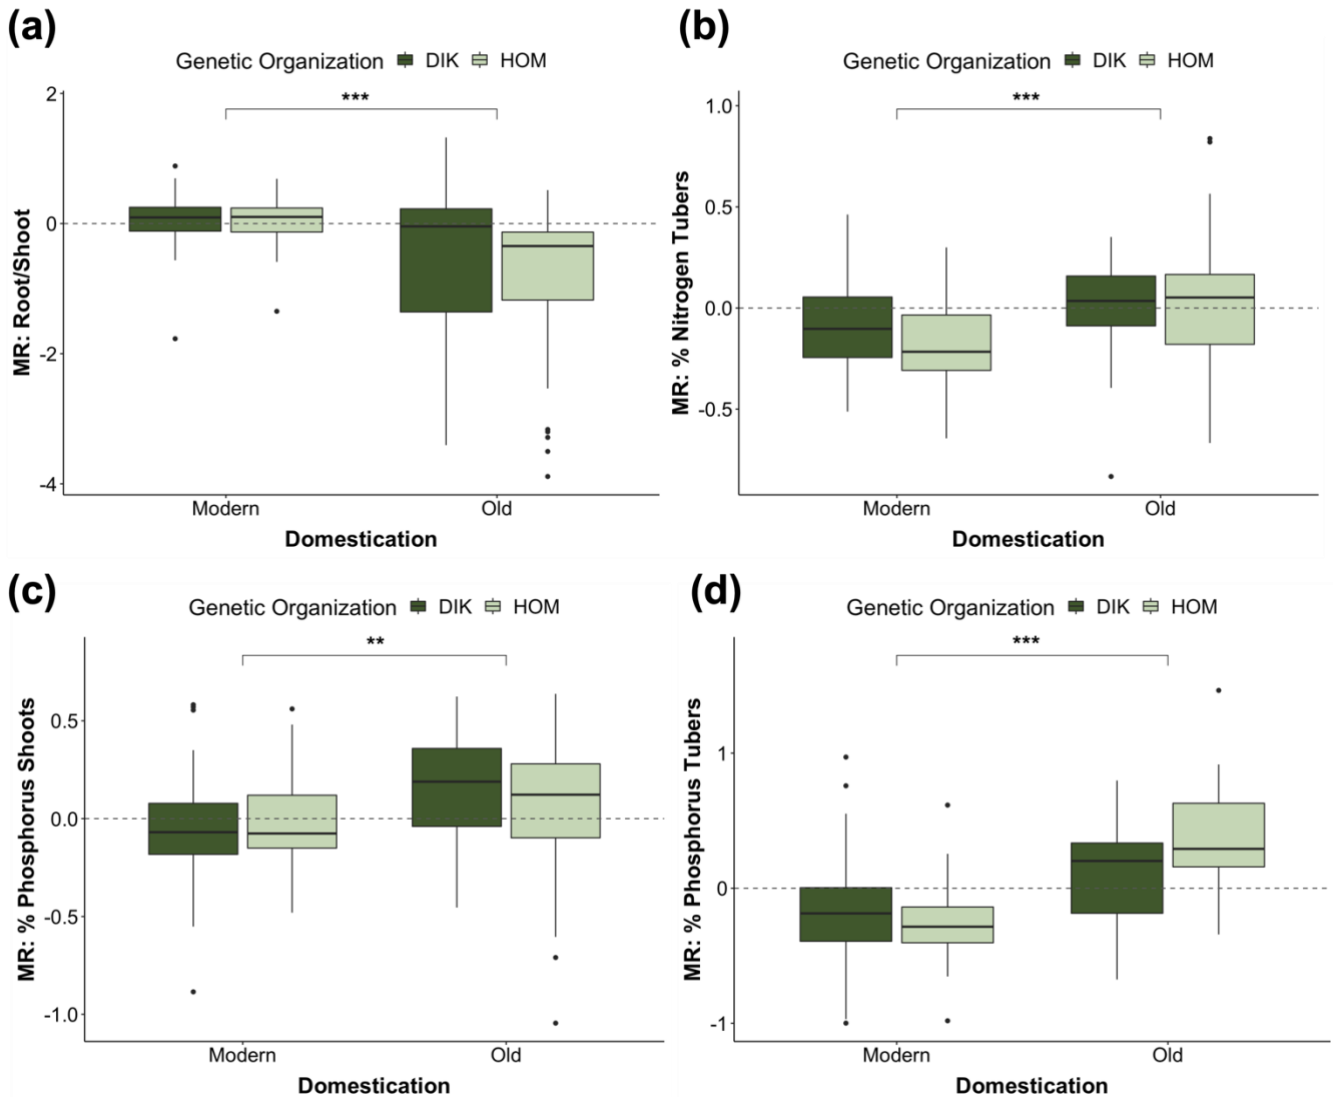 (a)
Genetic Organization DIK HOM
***
2
0
-2
-4
MR: Root/Shoot
Modern Old
Domestication
(b)
Genetic Organization DIK HOM
***
1.0
0.5
0.0
-0.5
MR: % Nitrogen Tubers
Modern Old
Domestication
(c)
Genetic Organization DIK HOM
**
0.5
0.0
-0.5
-1.0
MR: % Phosphorus Shoots
Modern Old
Domestication
(d)
Genetic Organization DIK HOM
***
1
0
-1
MR: % Phosphorus Tubers
Modern Old
Domestication